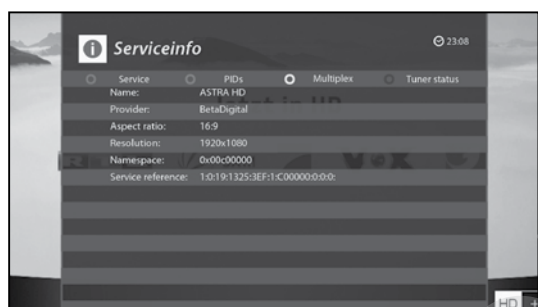 Serviceinfo
23:08
Service PIDs Multiplex Tuner status
Name: ASTRA HD
Provider: BetaDigital
Aspect ratio: 16:9
Resolution: 1920x1080
Namespace: 0x00c00000
Service reference: 1:0:19:1325:3EF:1:C00000:0:0:0:
VOX
HD +